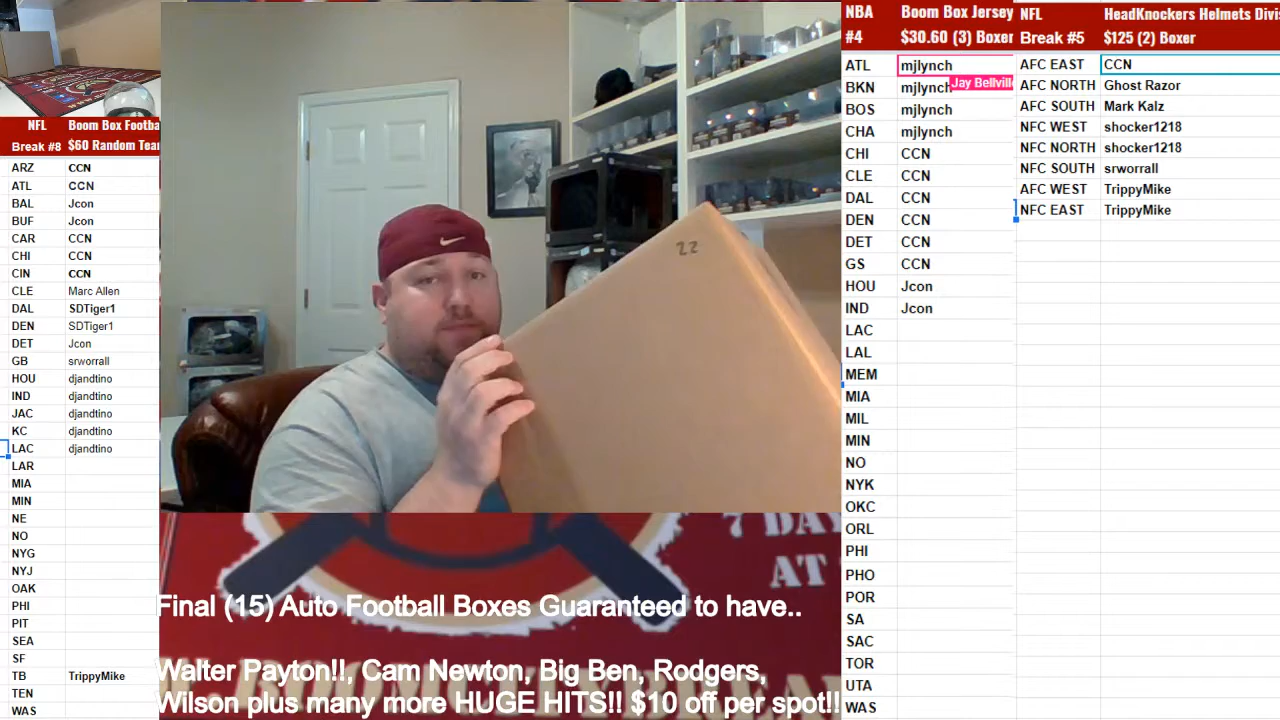 NFL Boom Box Footba
Break #8 $60 Random Tea
ARZ CCN
ATL CCN
BAL Jcon
BUF Jcon
CAR CCN
CHI CCN
CIN CCN
CLE Marc Allen
DAL SDTiger1
DEN SDTiger1
DET Jcon
GB srworrall
HOU djandtino
IND djandtino
JAC djandtino
KC djandtino
LAC djandtino
LAR
MIA
MIN
NE
NO
NYG
NYJ
OAK
PHI
PIT
SEA
SF
TB TrippyMike
TEN
WAS
22
7 DAY
AT
Final (15) Auto Football Boxes Guaranteed to have..
Walter Payton!!, Cam Newton, Big Ben, Rodgers,
Wilson plus many more HUGE HITS!! $10 off per spot!!
NBA Boom Box Jersey
#4 $30.60 (3) Boxer
ATL mjlynch
Jay Bellvill
BKN mjlynch
BOS mjlynch
CHA mjlynch
CHI CCN
CLE CCN
DAL CCN
DEN CCN
DET CCN
GS CCN
HOU Jcon
IND Jcon
LAC
LAL
MEM
MIA
MIL
MIN
NO
NYK
OKC
ORL
PHI
PHO
POR
SA
SAC
TOR
UTA
WAS
NFL HeadKnockers Helmets Divis
Break #5 $125 (2) Boxer
AFC EAST CCN
AFC NORTH Ghost Razor
AFC SOUTH Mark Kalz
NFC WEST shocker1218
NFC NORTH shocker1218
NFC SOUTH srworrall
AFC WEST TrippyMike
NFC EAST TrippyMike